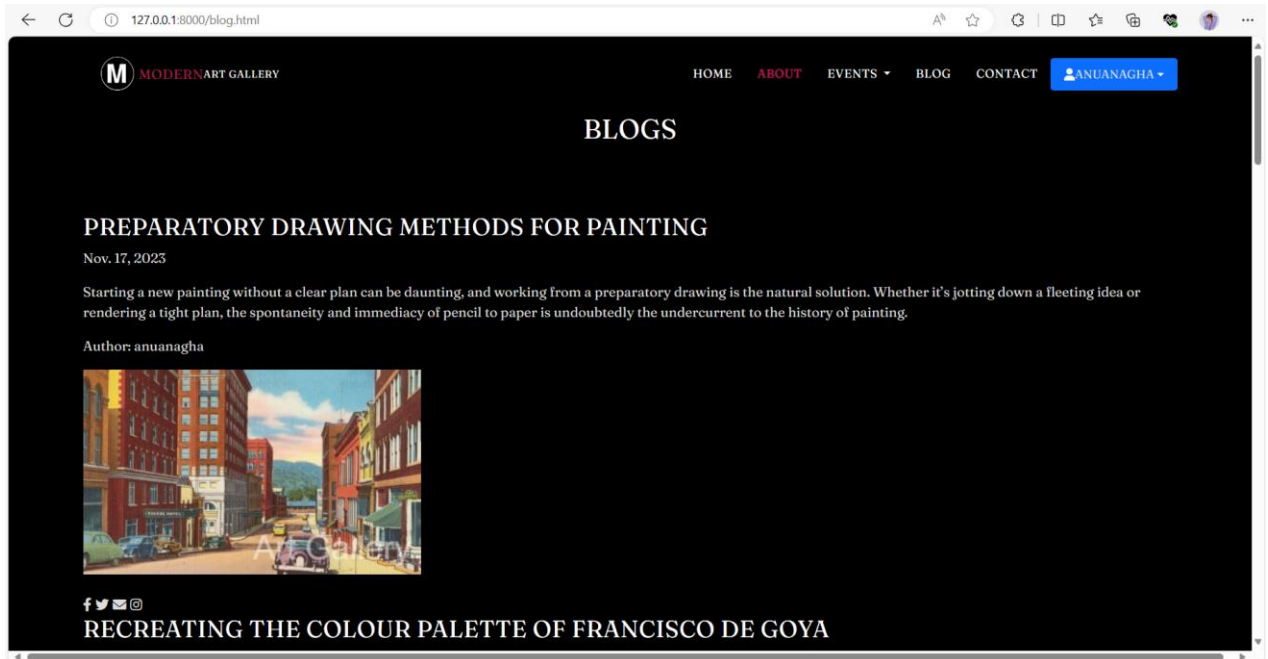 127.0.0.1:8000/blog.html
M MODERNART GALLERY
HOME ABOUT EVENTS BLOG CONTACT ANUANAGHA
BLOGS
PREPARATORY DRAWING METHODS FOR PAINTING
Nov. 17, 2023
Starting a new painting without a clear plan can be daunting, and working from a preparatory drawing is the natural solution. Whether it's jotting down a fleeting idea or
rendering a tight plan, the spontaneity and immediacy of pencil to paper is undoubtedly the undercurrent to the history of painting.
Author: anuanagha
Art Gallery
RECREATING THE COLOUR PALETTE OF FRANCISCO DE GOYA